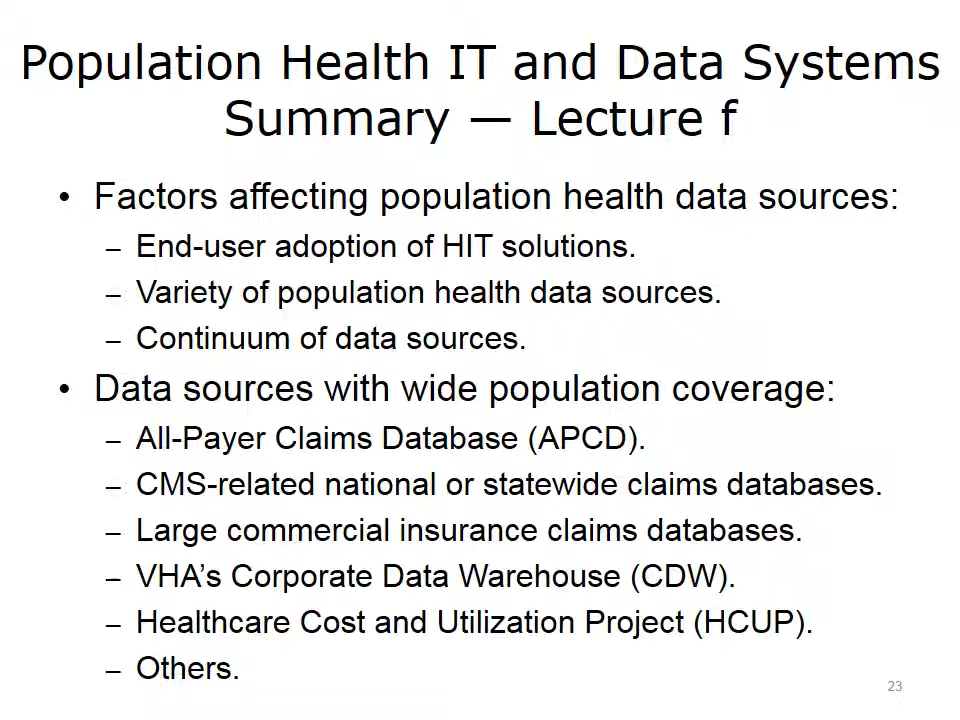 Population Health IT and Data Systems
Summary — Lecture f
• Factors affecting population health data sources:
– End-user adoption of HIT solutions.
– Variety of population health data sources.
– Continuum of data sources.
• Data sources with wide population coverage:
– All-Payer Claims Database (APCD).
– CMS-related national or statewide claims databases.
– Large commercial insurance claims databases.
– VHA’s Corporate Data Warehouse (CDW).
– Healthcare Cost and Utilization Project (HCUP).
– Others.
23